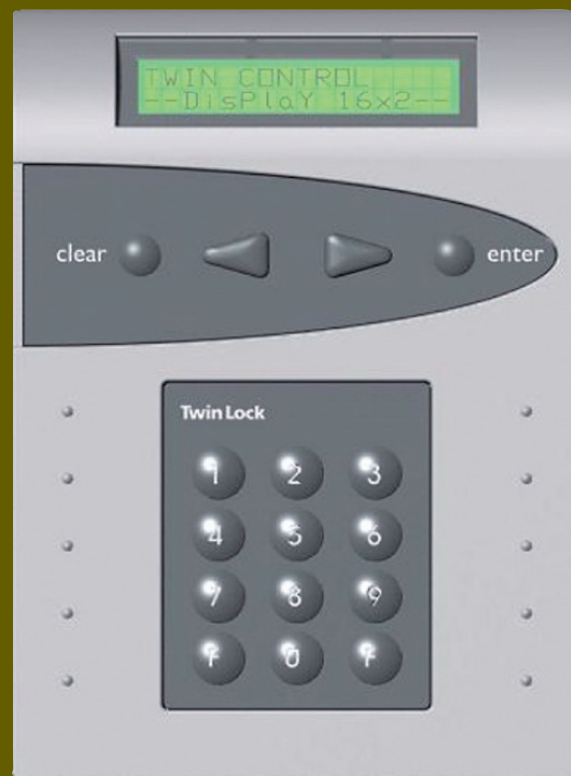 TWIN CONTROL
--DisPlaY 16x2--
clear
enter
Twin Lock
1 2 3
4 5 6
7 8 9
F 0 F